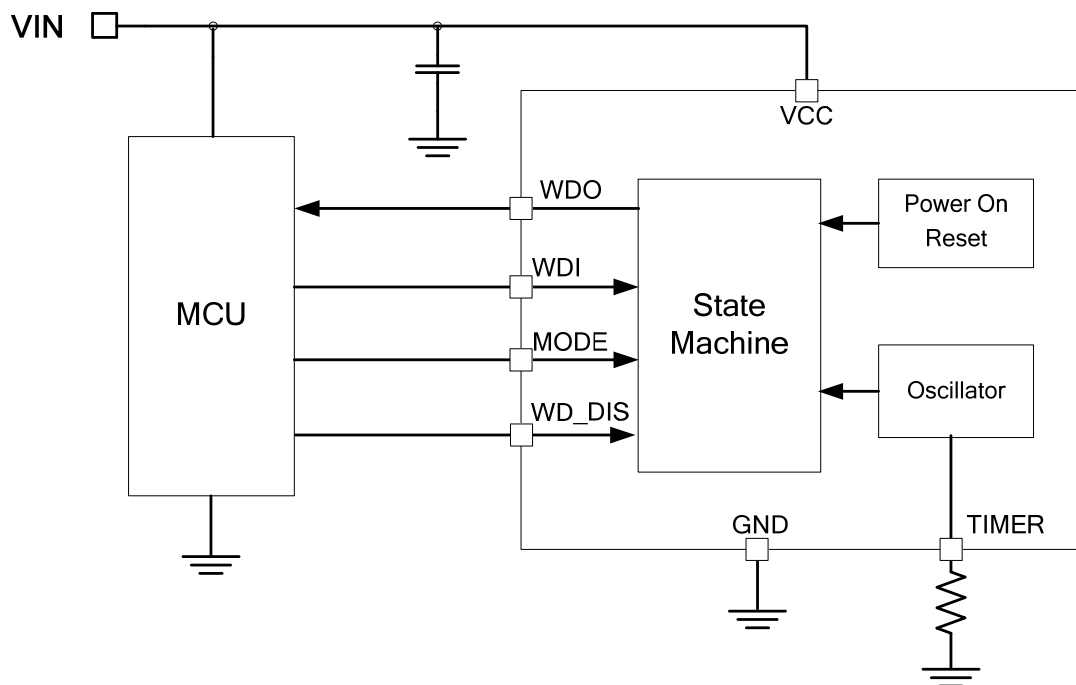 VIN
VCC
WDO
Power On
Reset
WDI
MCU
State
Machine
MODE
Oscillator
WD_DIS
GND
TIMER